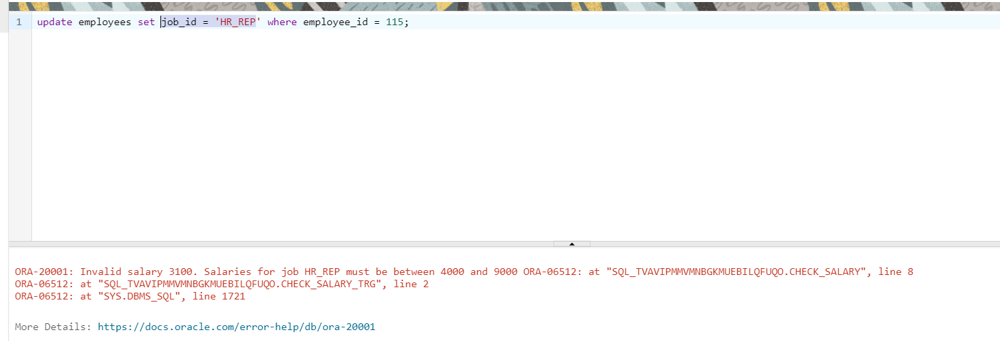 1 update employees set job_id = 'HR_REP' where employee_id = 115;
ORA-20001: Invalid salary 3100. Salaries for job HR_REP must be between 4000 and 9000 ORA-06512: at "SQL_TVAVIPMMVMNBGKMUEBILQFUQO.CHECK_SALARY", line 8
ORA-06512: at "SQL_TVAVIPMMVMNBGKMUEBILQFUQO.CHECK_SALARY_TRG", line 2
ORA-06512: at "SYS.DBMS_SQL", line 1721
More Details: https://docs.oracle.com/error-help/db/ora-20001